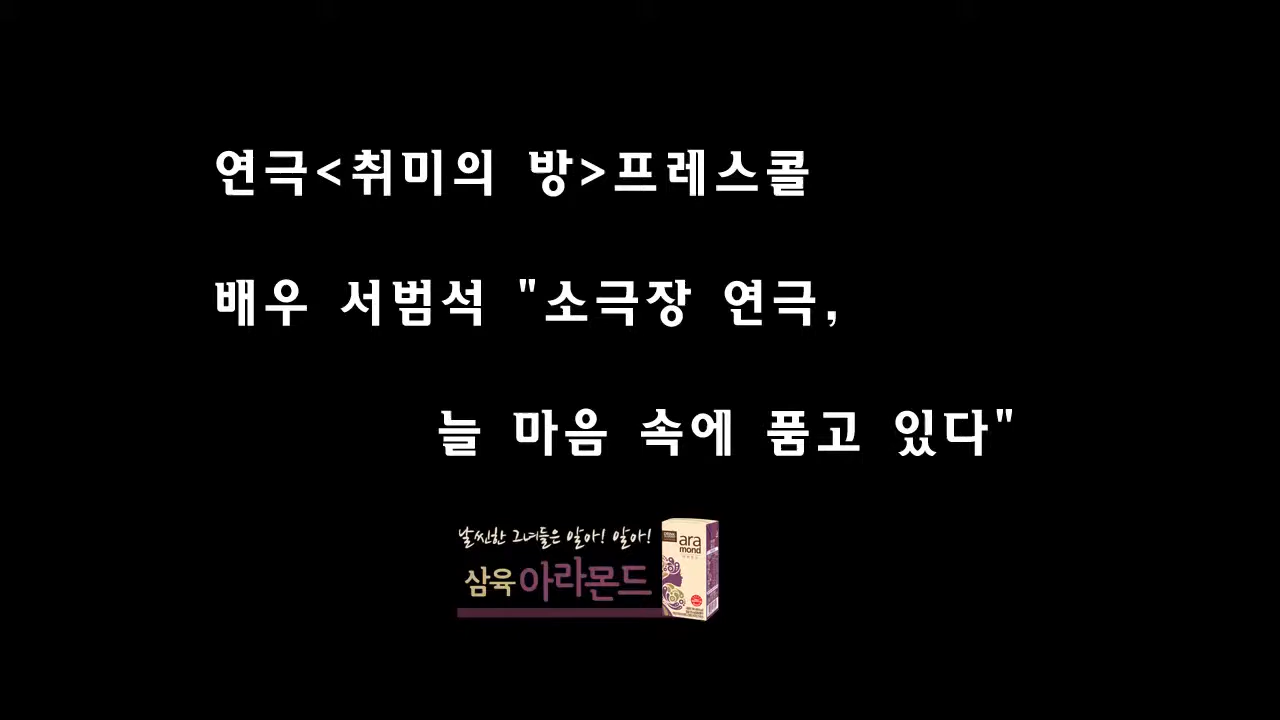 연극<취미의 방>프레스콜
배우 서범석 "소극장 연극,
늘 마음 속에 품고 있다"
날씬한 그녀들은 알아! 알아!
삼육 아라몬드
ara
mond